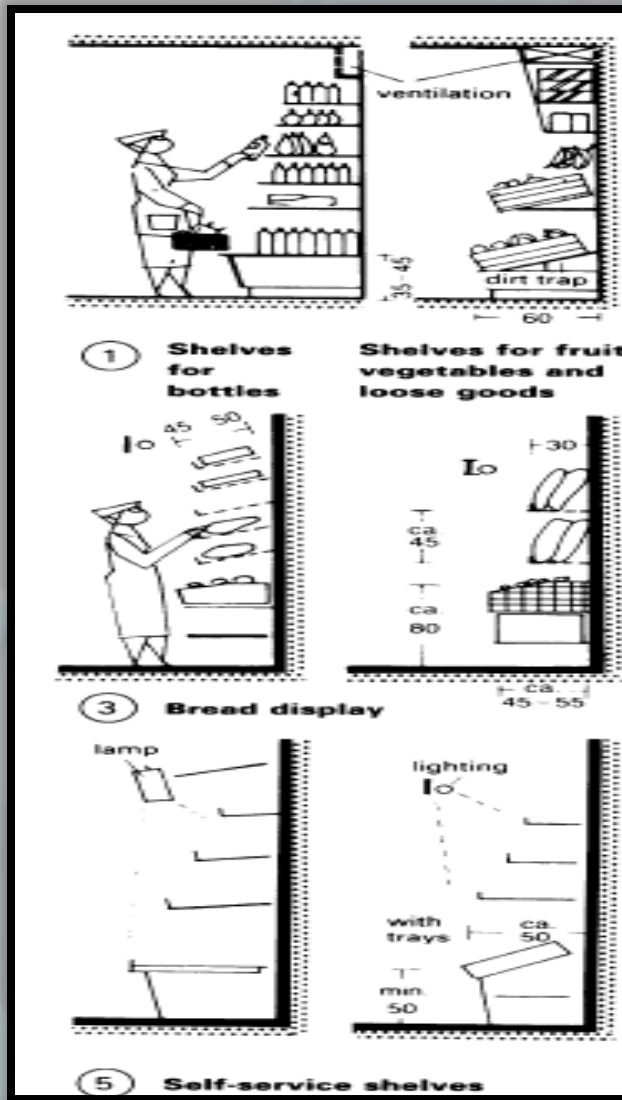 ventilation
35-45
dirt trap
60
1 Shelves for bottles
Shelves for fruit vegetables and loose goods
45 50
30
ca. 45
ca. 80
ca. 45-55
3 Bread display
lamp
lighting
with trays
ca. 50
min. 50
5 Self-service shelves